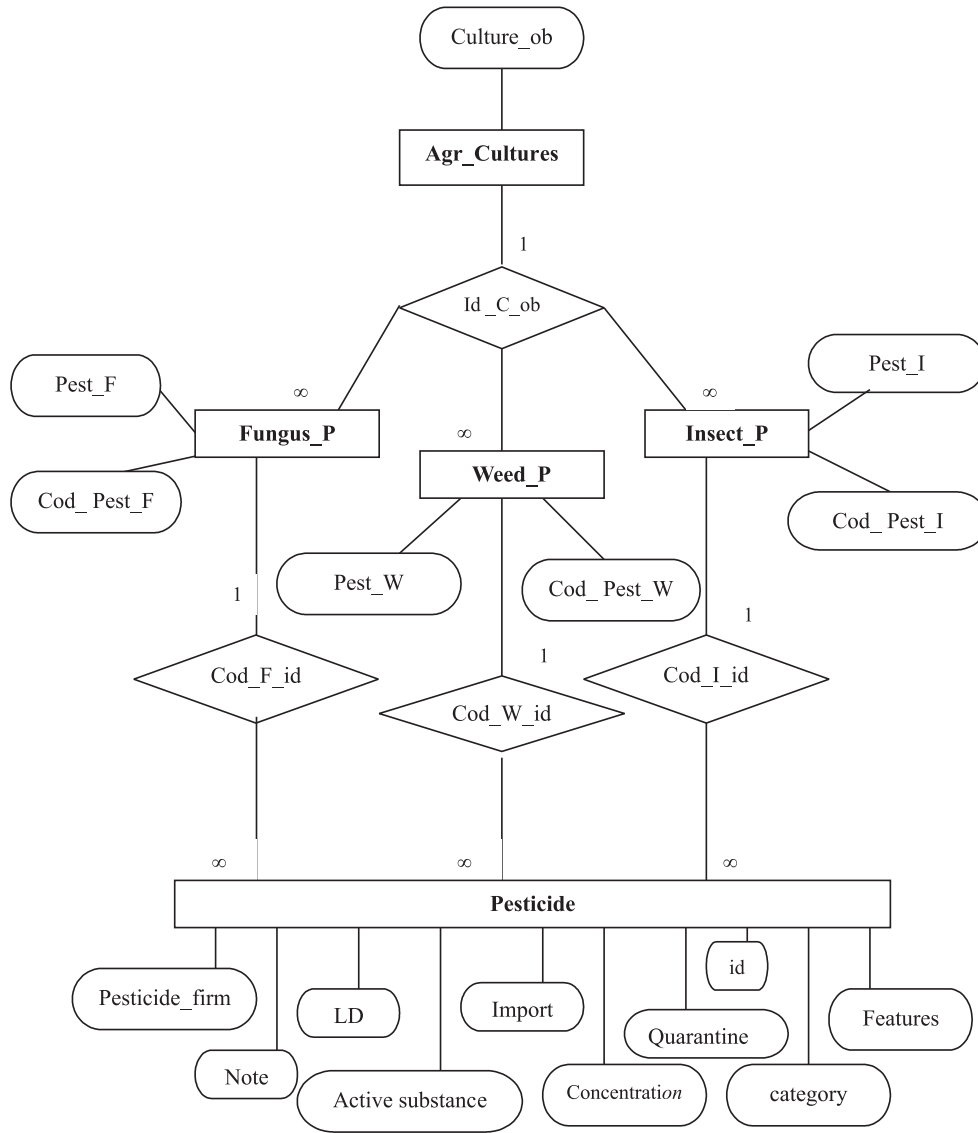 Culture_ob
Agr_Cultures
1
Id _C_ob
Pest_F
Pest_I
∞
∞
∞
Fungus_P
Weed_P
Insect_P
Cod_ Pest_F
Cod_ Pest_I
Pest_W
Cod_ Pest_W
1
1
1
Cod_F_id
Cod_W_id
Cod_I_id
∞
∞
∞
Pesticide
Pesticide_firm
Note
LD
Active substance
Import
Concentration
Quarantine
id
category
Features